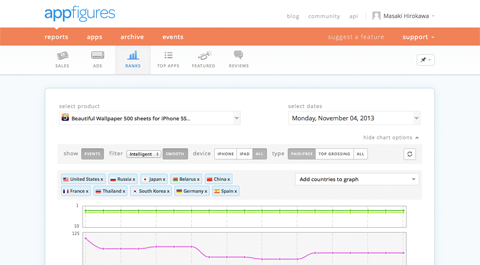 appfigures
blog community api Masaki Hirokawa
reports apps archive events suggest a feature support
SALES ADS RANKS TOP APPS FEATURED REVIEWS
select product select dates
Beautiful Wallpaper 500 sheets for iPhone 5S... Monday, November 04, 2013
hide chart options
show EVENTS filter Intelligent SMOOTH device IPHONE IPAD ALL type PAID/FREE TOP GROSSING ALL
United States x Russia x Japan x Belarus x China x Add countries to graph
France x Thailand x South Korea x Germany x Spain x
1
125